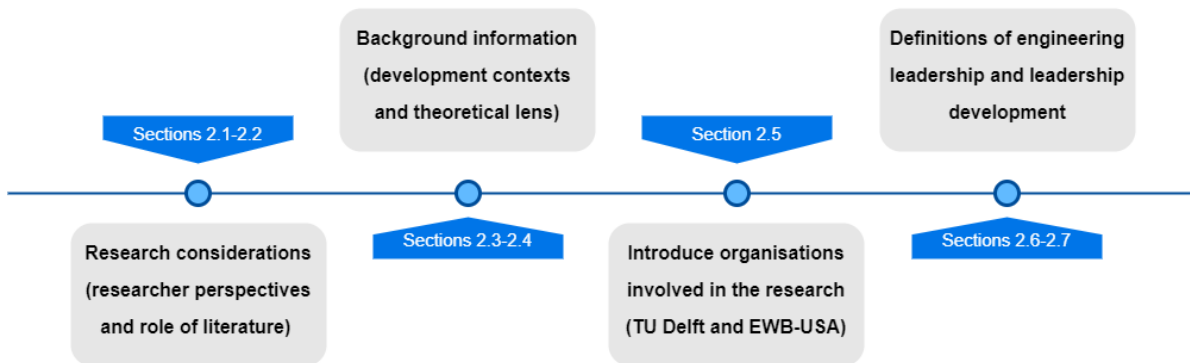 Sections 2.1-2.2
Research considerations
(researcher perspectives
and role of literature)
Background information
(development contexts
and theoretical lens)
Sections 2.3-2.4
Section 2.5
Introduce organisations
involved in the research
(TU Delft and EWB-USA)
Definitions of engineering
leadership and leadership
development
Sections 2.6-2.7